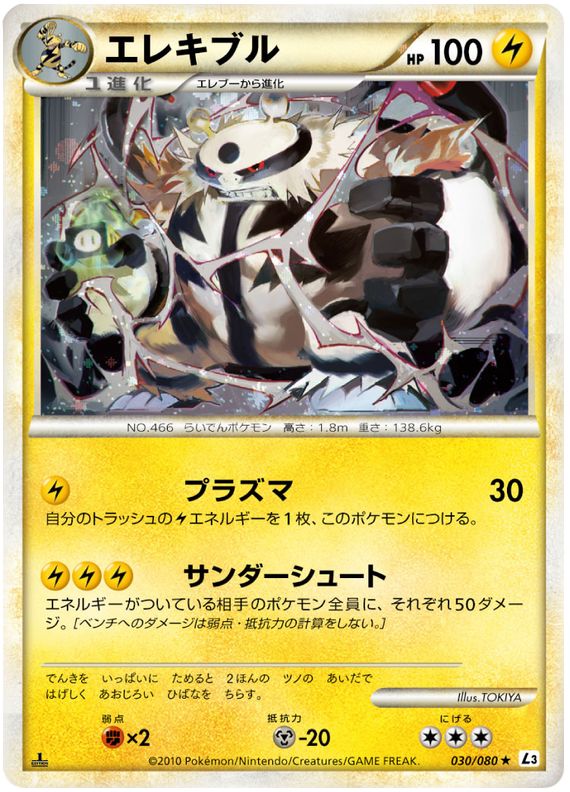 エレキブル HP 100
1進化 エレブーから進化
NO.466 らいでんポケモン 高さ：1.8m 重さ：138.6kg
プラズマ 30
自分のトラッシュのエネルギーを1枚、このポケモンにつける。
サンダーシュート
エネルギーがついている相手のポケモン全員に、それぞれ50ダメー
ジ。［ベンチへのダメージは弱点・抵抗力の計算をしない。］
でんきを いっぱいに ためると 2ほんの ツノの あいだで
はげしく あおじろい ひばなを ちらす。
Illus.TOKIYA
弱点 抵抗力 にげる
×2 -20
1 EDITION ©2010 Pokémon/Nintendo/Creatures/GAME FREAK. 030/080 ★ L3